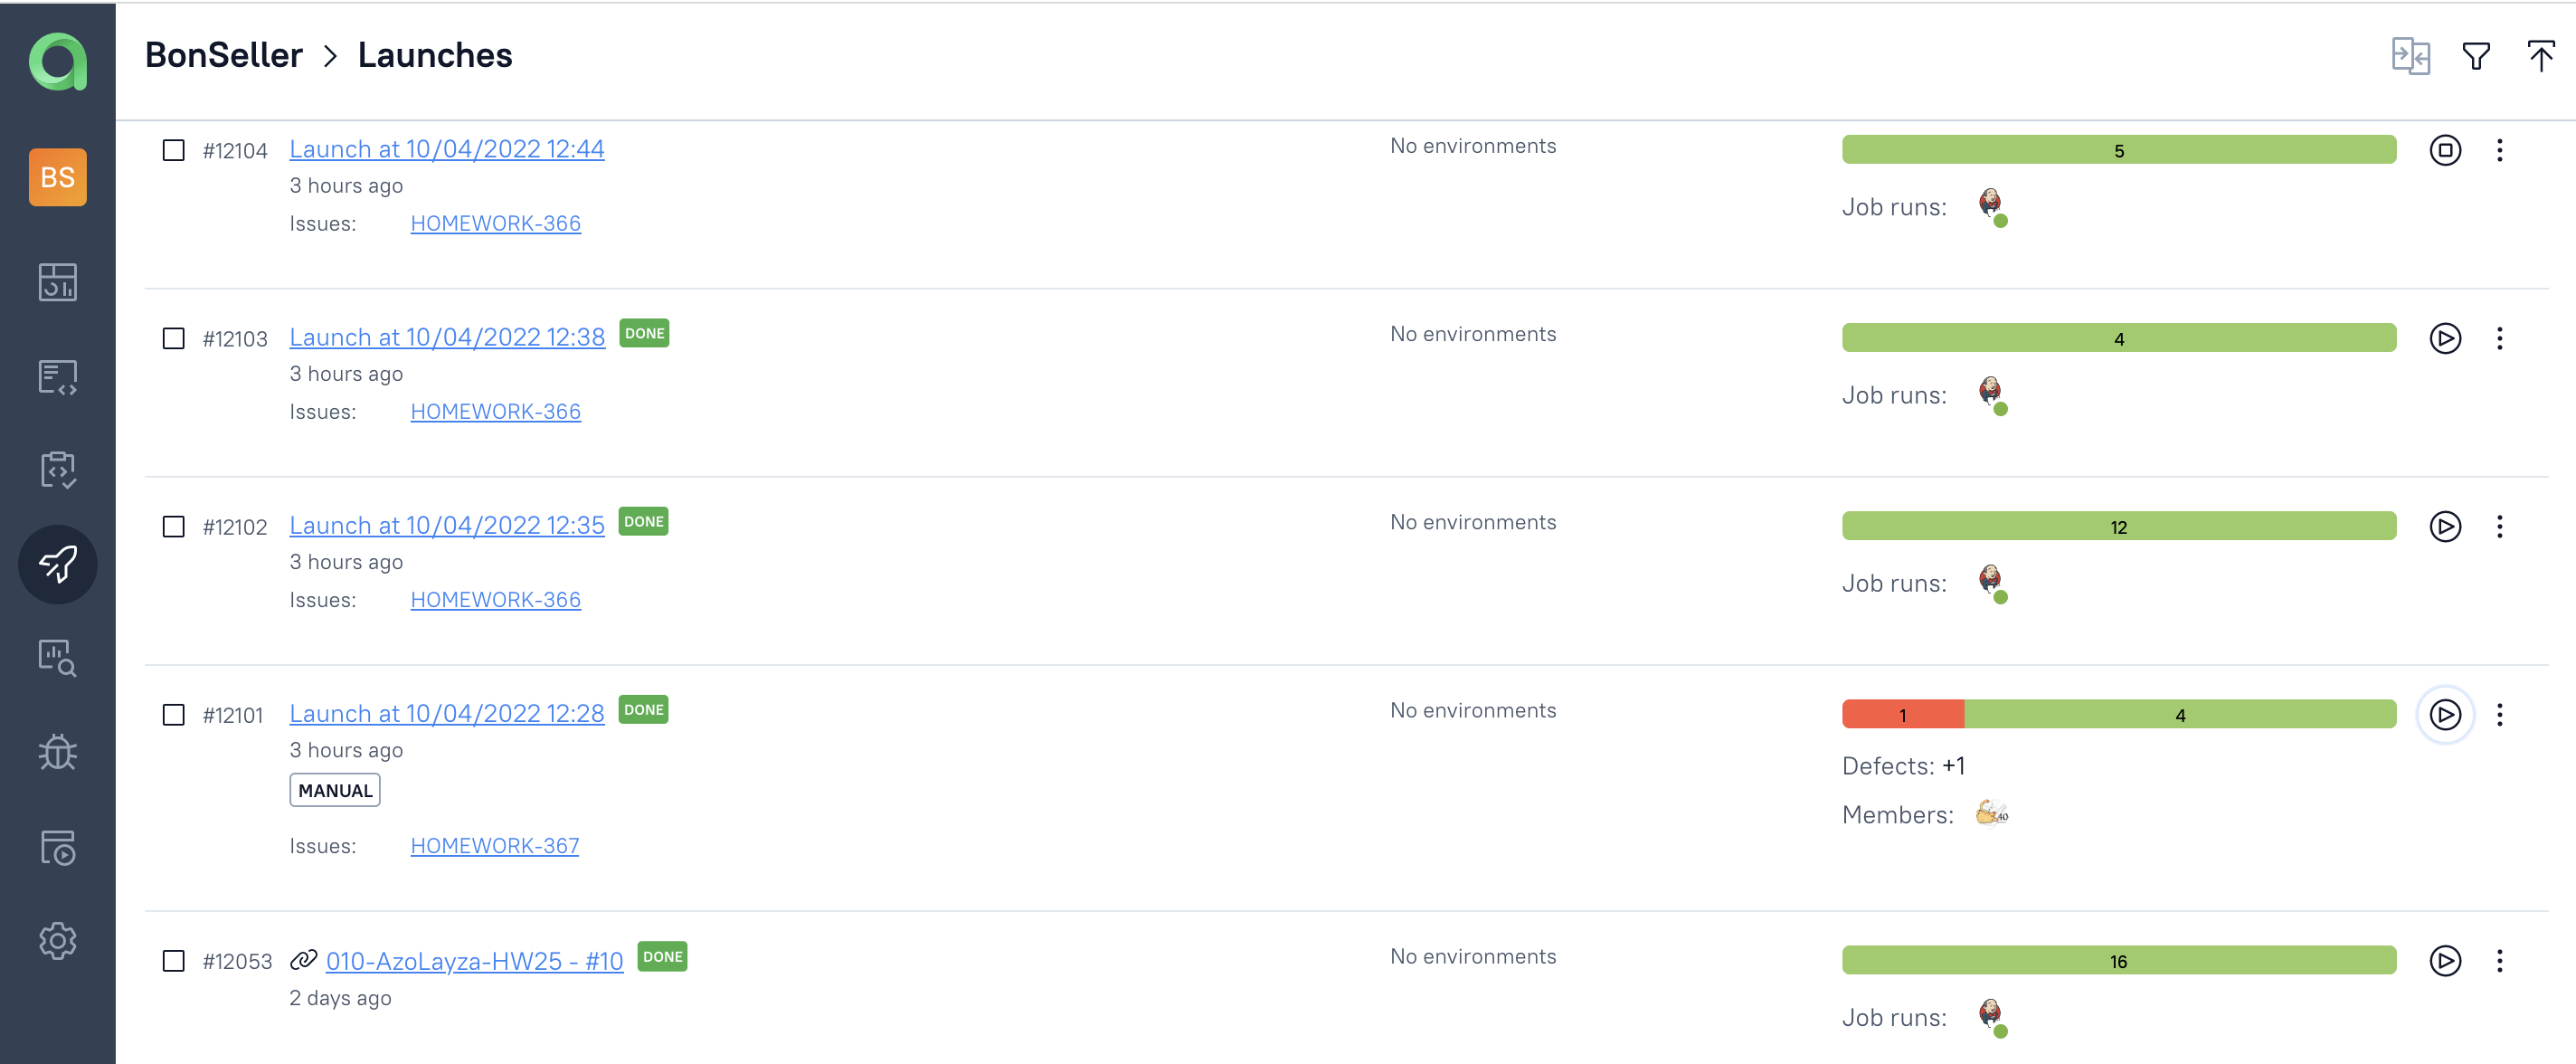 BonSeller > Launches
BS
#12104 Launch at 10/04/2022 12:44 No environments 5
3 hours ago
Issues: HOMEWORK-366
Job runs:
#12103 Launch at 10/04/2022 12:38 DONE No environments 4
3 hours ago
Issues: HOMEWORK-366
Job runs:
#12102 Launch at 10/04/2022 12:35 DONE No environments 12
3 hours ago
Issues: HOMEWORK-366
Job runs:
#12101 Launch at 10/04/2022 12:28 DONE No environments 1 4
3 hours ago
MANUAL
Issues: HOMEWORK-367
Defects: +1
Members:
#12053 010-AzoLayza-HW25 - #10 DONE No environments 16
2 days ago
Job runs: